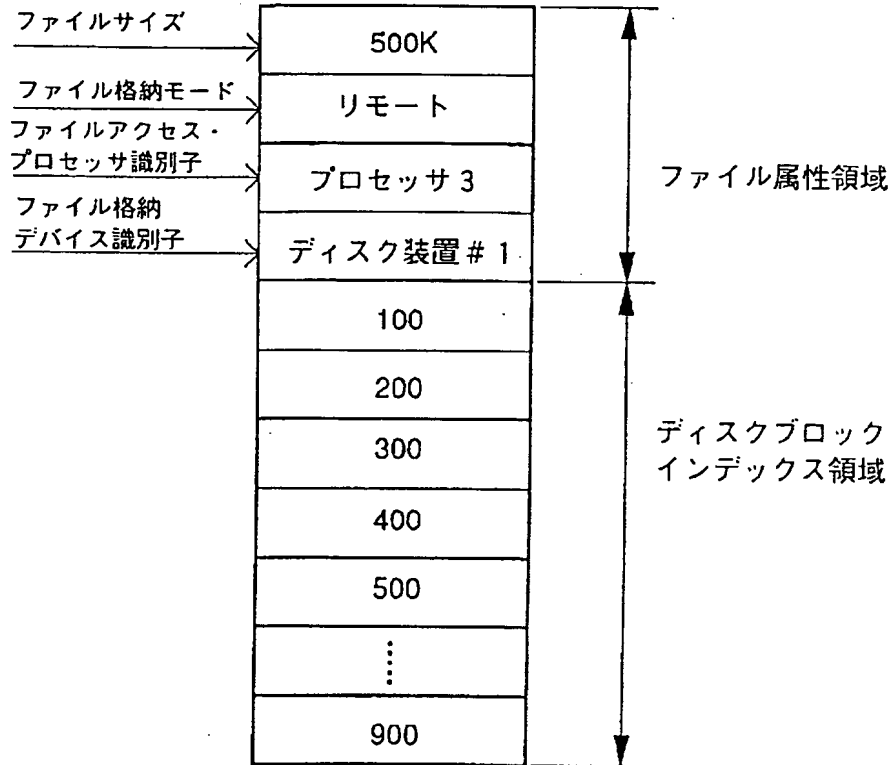 ファイルサイズ
500K
ファイル格納モード
リモート
ファイルアクセス・
プロセッサ識別子
プロセッサ3
ファイル格納
デバイス識別子
ディスク装置#1
ファイル属性領域
100
200
300
400
500
900
ディスクブロック
インデックス領域